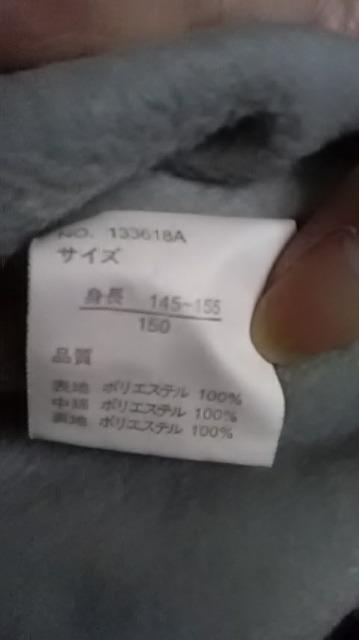 NO. 133618A
サイズ
身長 145~155
150
品質
表地 ポリエステル 100%
中綿 ポリエステル 100%
裏地 ポリエステル 100%